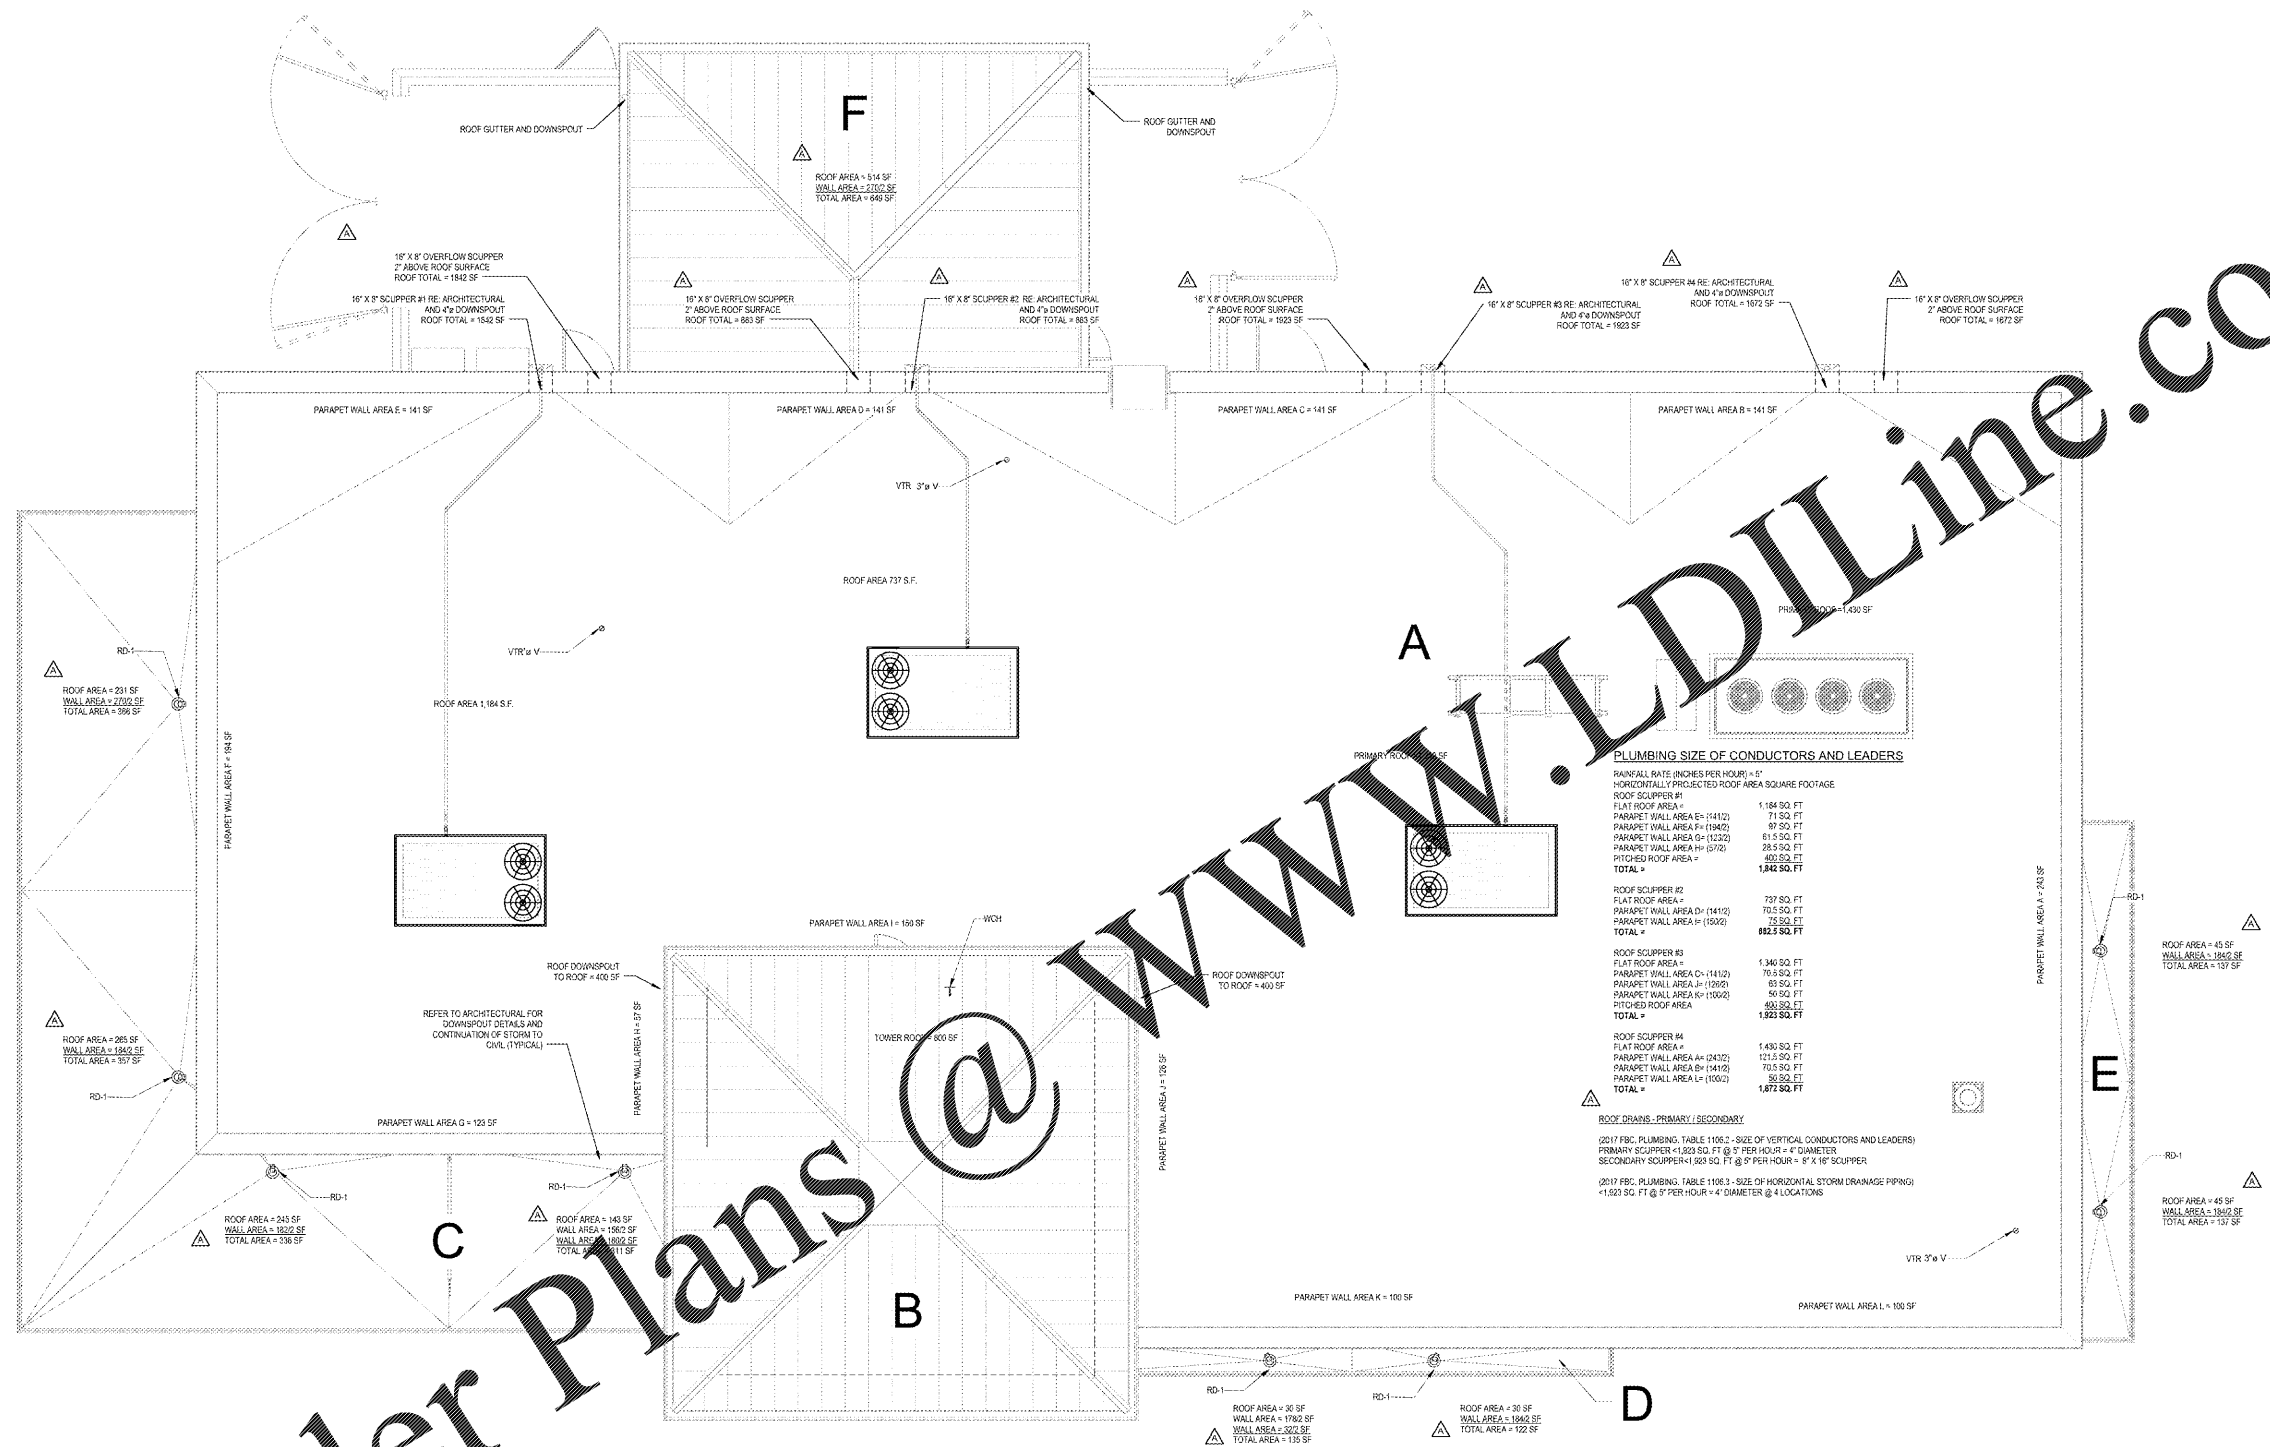 F
ROOF GUTTER AND DOWNSPOUT
ROOF GUTTER AND
DOWNSPOUT
A
ROOF AREA = 514 SF
WALL AREA = 270/2 SF
TOTAL AREA = 649 SF
A
16" X 8" OVERFLOW SCUPPER
2" ABOVE ROOF SURFACE
ROOF TOTAL = 1842 SF
16" X 8" SCUPPER #1 RE: ARCHITECTURAL
AND 4"ø DOWNSPOUT
ROOF TOTAL = 1842 SF
A
16" X 8" OVERFLOW SCUPPER
2" ABOVE ROOF SURFACE
ROOF TOTAL = 883 SF
A
16" X 8" SCUPPER #2 RE: ARCHITECTURAL
AND 4"ø DOWNSPOUT
ROOF TOTAL = 883 SF
A
16" X 8" OVERFLOW SCUPPER
2" ABOVE ROOF SURFACE
ROOF TOTAL = 1923 SF
A
16" X 8" SCUPPER #3 RE: ARCHITECTURAL
AND 4"ø DOWNSPOUT
ROOF TOTAL = 1923 SF
A
16" X 8" SCUPPER #4 RE: ARCHITECTURAL
AND 4"ø DOWNSPOUT
ROOF TOTAL = 1672 SF
A
16" X 8" OVERFLOW SCUPPER
2" ABOVE ROOF SURFACE
ROOF TOTAL = 1672 SF
PARAPET WALL AREA E = 141 SF
PARAPET WALL AREA D = 141 SF
PARAPET WALL AREA C = 141 SF
PARAPET WALL AREA B = 141 SF
VTR 3"ø V
ROOF AREA 737 S.F.
VTR"ø V
ROOF AREA 1,184 S.F.
A
=1,430 SF
PRIMARY ROOF
RD-1
A
ROOF AREA = 231 SF
WALL AREA = 270/2 SF
TOTAL AREA = 366 SF
PARAPET WALL AREA F = 194 SF
A
ROOF AREA = 265 SF
WALL AREA = 184/2 SF
TOTAL AREA = 357 SF
RD-1
PARAPET WALL AREA I = 150 SF
WCH
ROOF DOWNSPOUT
TO ROOF = 400 SF
ROOF DOWNSPOUT
TO ROOF = 400 SF
REFER TO ARCHITECTURAL FOR
DOWNSPOUT DETAILS AND
CONTINUATION OF STORM TO
CIVIL (TYPICAL)
PARAPET WALL AREA H = 57 SF
TOWER ROOF = 800 SF
PARAPET WALL AREA J = 126 SF
PARAPET WALL AREA G = 123 SF
RD-1
RD-1
A
ROOF AREA = 245 SF
WALL AREA = 182/2 SF
TOTAL AREA = 336 SF
C
A
ROOF AREA = 143 SF
WALL AREA = 156/2 SF
WALL AREA = 180/2 SF
TOTAL AREA = 311 SF
B
PLUMBING SIZE OF CONDUCTORS AND LEADERS
RAINFALL RATE (INCHES PER HOUR) = 5"
HORIZONTALLY PROJECTED ROOF AREA SQUARE FOOTAGE
ROOF SCUPPER #1
FLAT ROOF AREA = 1,184 SQ. FT
PARAPET WALL AREA E= (141/2) 71 SQ. FT
PARAPET WALL AREA F= (194/2) 97 SQ. FT
PARAPET WALL AREA G= (123/2) 61.5 SQ. FT
PARAPET WALL AREA H= (57/2) 28.5 SQ. FT
PITCHED ROOF AREA = 400 SQ. FT
TOTAL = 1,842 SQ. FT
ROOF SCUPPER #2
FLAT ROOF AREA = 737 SQ. FT
PARAPET WALL AREA D= (141/2) 70.5 SQ. FT
PARAPET WALL AREA I= (150/2) 75 SQ. FT
TOTAL = 882.5 SQ. FT
ROOF SCUPPER #3
FLAT ROOF AREA = 1,340 SQ. FT
PARAPET WALL AREA C= (141/2) 70.5 SQ. FT
PARAPET WALL AREA J= (126/2) 63 SQ. FT
PARAPET WALL AREA K= (100/2) 50 SQ. FT
PITCHED ROOF AREA 400 SQ. FT
TOTAL = 1,923 SQ. FT
ROOF SCUPPER #4
FLAT ROOF AREA = 1,430 SQ. FT
PARAPET WALL AREA A= (243/2) 121.5 SQ. FT
PARAPET WALL AREA B= (141/2) 70.5 SQ. FT
PARAPET WALL AREA L= (100/2) 50 SQ. FT
TOTAL = 1,672 SQ. FT
A
ROOF DRAINS - PRIMARY / SECONDARY
(2017 FBC, PLUMBING, TABLE 1106.2 - SIZE OF VERTICAL CONDUCTORS AND LEADERS)
PRIMARY SCUPPER <1,923 SQ. FT @ 5" PER HOUR = 4" DIAMETER
SECONDARY SCUPPER<1,923 SQ. FT @ 5" PER HOUR = 8" X 16" SCUPPER
(2017 FBC, PLUMBING, TABLE 1106.3 - SIZE OF HORIZONTAL STORM DRAINAGE PIPING)
<1,923 SQ. FT @ 5" PER HOUR = 4" DIAMETER @ 4 LOCATIONS
PARAPET WALL AREA A = 243 SF
RD-1
A
ROOF AREA = 45 SF
WALL AREA = 184/2 SF
TOTAL AREA = 137 SF
E
RD-1
A
ROOF AREA = 45 SF
WALL AREA = 184/2 SF
TOTAL AREA = 137 SF
VTR 3"ø V
PARAPET WALL AREA K = 100 SF
PARAPET WALL AREA L = 100 SF
RD-1
A
ROOF AREA = 30 SF
WALL AREA = 178/2 SF
WALL AREA = 32/2 SF
TOTAL AREA = 135 SF
RD-1
A
ROOF AREA = 30 SF
WALL AREA = 184/2 SF
TOTAL AREA = 122 SF
D
der Plans @ www.LDILine.co